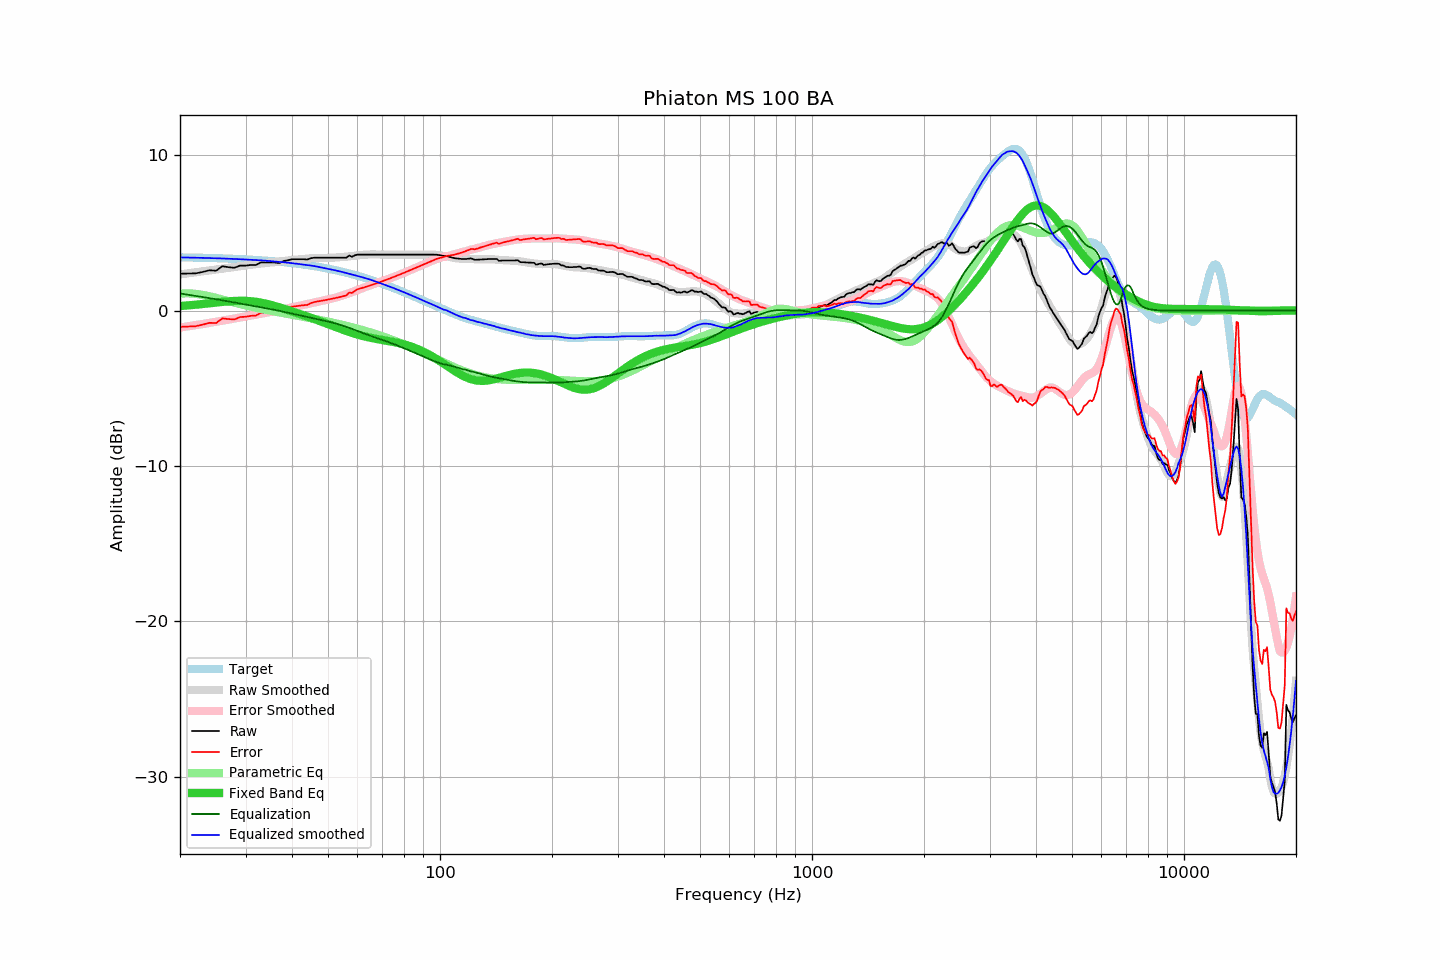 Phiaton MS 100 BA
10
0
−10
−20
−30
Amplitude (dBr)
Target
Raw Smoothed
Error Smoothed
Raw
Error
Parametric Eq
Fixed Band Eq
Equalization
Equalized smoothed
100
1000
10000
Frequency (Hz)